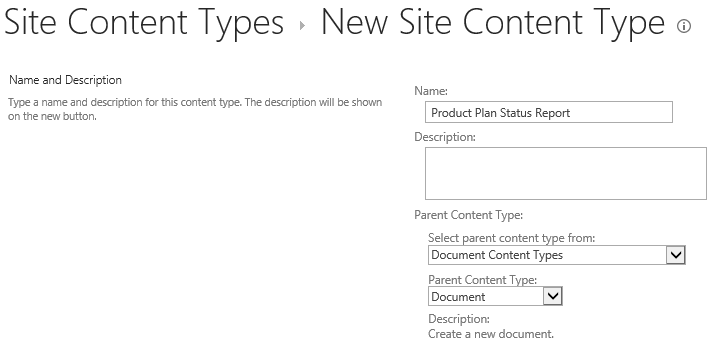 Site Content Types ▸ New Site Content Type ⓘ
Name and Description
Type a name and description for this content type. The description will be shown
on the new button.
Name:
Product Plan Status Report
Description:
Parent Content Type:
Select parent content type from:
Document Content Types
Parent Content Type:
Document
Description:
Create a new document.